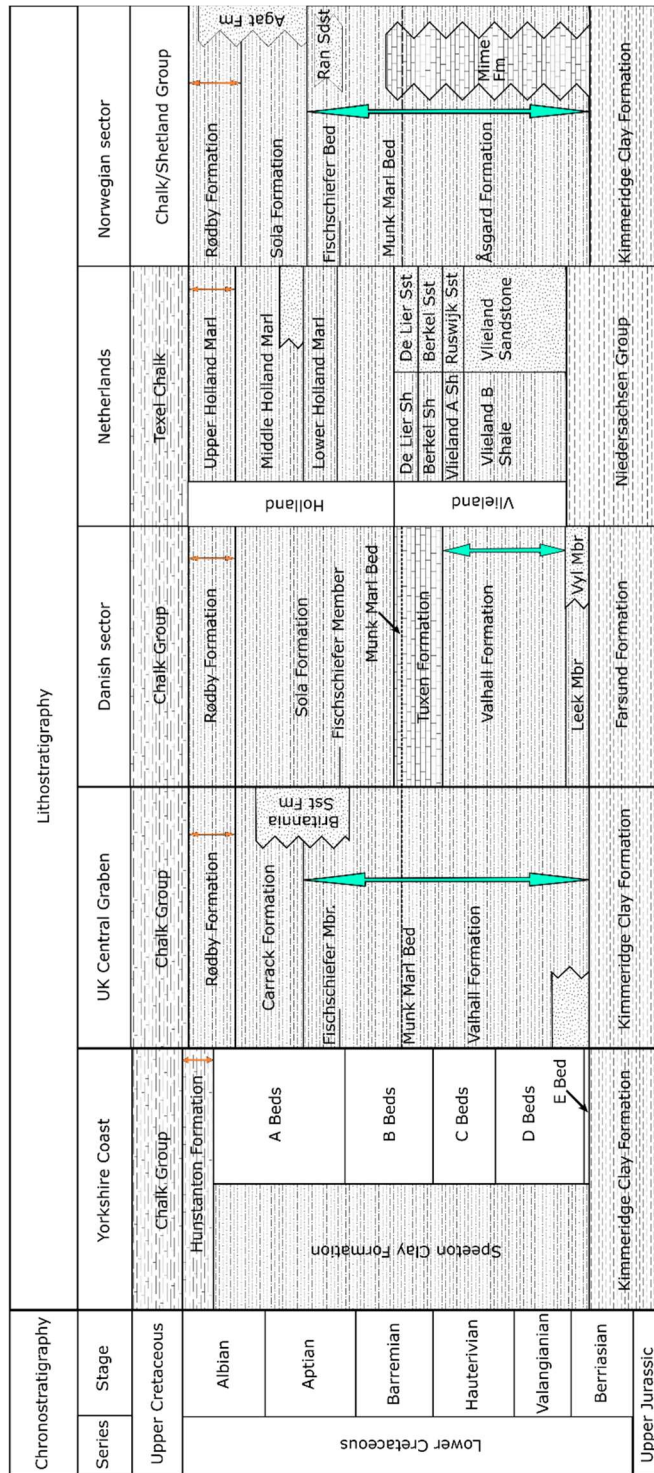 Chronostratigraphy
Lithostratigraphy
Series
Stage
Yorkshire Coast
UK Central Graben
Danish sector
Netherlands
Norwegian sector
Upper Cretaceous
Chalk Group
Chalk Group
Chalk Group
Texel Chalk
Chalk/Shetland Group
Lower Cretaceous
Albian
Aptian
Barremian
Hauterivian
Valangianian
Berriasian
Upper Jurassic
Hunstanton Formation
Speeton Clay Formation
A Beds
B Beds
C Beds
D Beds
E Bed
Kimmeridge Clay Formation
Rødby Formation
Carrack Formation
Britannia
Sst Fm
Fischschiefer Mbr.
Munk Marl Bed
Valhall Formation
Kimmeridge Clay Formation
Rødby Formation
Sola Formation
Fischschiefer Member
Munk Marl Bed
Tuxen Formation
Valhall Formation
Leek Mbr
Vyl Mbr
Farsund Formation
Holland
Vlieland
Upper Holland Marl
Middle Holland Marl
Lower Holland Marl
De Lier Sh
De Lier Sst
Berkel Sh
Berkel Sst
Vlieland A Sh
Ruswijk Sst
Vlieland B
Shale
Vlieland
Sandstone
Niedersachsen Group
Rødby Formation
Agat Fm
Sola Formation
Ran Sdst
Fischschiefer Bed
Munk Marl Bed
Mime
Fm
Åsgard Formation
Kimmeridge Clay Formation